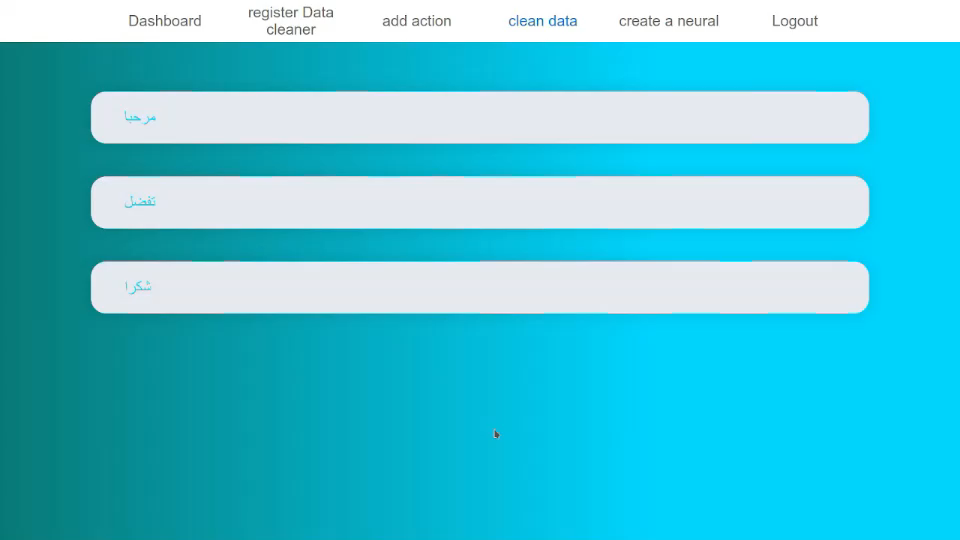 Dashboard
register Data
cleaner
add action
clean data
create a neural
Logout
مرحبا
تفضل
شكرا